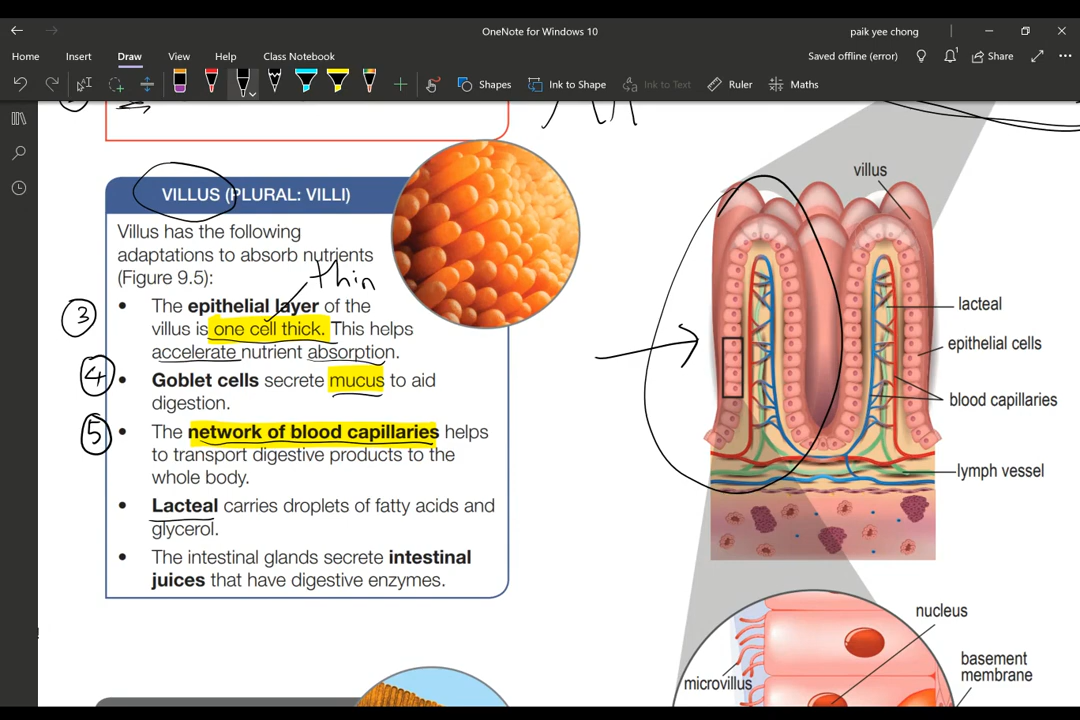 OneNote for Windows 10
paik yee chong
Home Insert Draw View Help Class Notebook
Saved offline (error)
1
Share
Shapes
Ink to Shape
Ink to Text
Ruler
Maths
VILLUS (PLURAL: VILLI)
Villus has the following
adaptations to absorb nutrients
(Figure 9.5):
thin
③ • The epithelial layer of the
villus is one cell thick. This helps
accelerate nutrient absorption.
④ • Goblet cells secrete mucus to aid
digestion.
⑤ • The network of blood capillaries helps
to transport digestive products to the
whole body.
• Lacteal carries droplets of fatty acids and
glycerol.
• The intestinal glands secrete intestinal
juices that have digestive enzymes.
villus
lacteal
epithelial cells
blood capillaries
lymph vessel
nucleus
basement
membrane
microvillus